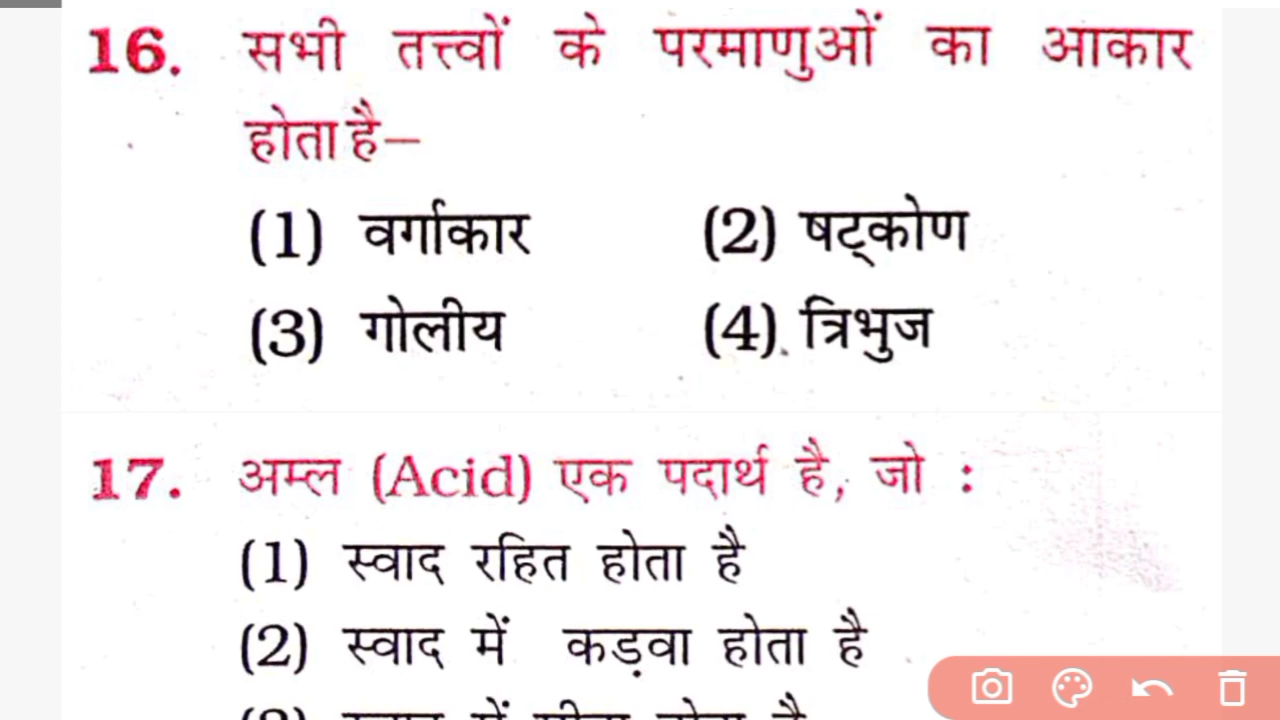 16. सभी तत्त्वों के परमाणुओं का आकार
होता है–
(1) वर्गाकार (2) षट्कोण
(3) गोलीय (4) त्रिभुज
17. अम्ल (Acid) एक पदार्थ है, जो :
(1) स्वाद रहित होता है
(2) स्वाद में कड़वा होता है